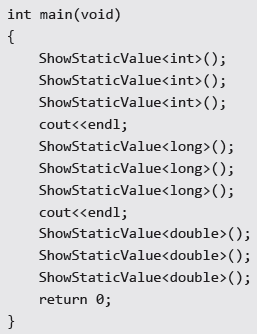 int main(void)
{
    ShowStaticValue<int>();
    ShowStaticValue<int>();
    ShowStaticValue<int>();
    cout<<endl;
    ShowStaticValue<long>();
    ShowStaticValue<long>();
    ShowStaticValue<long>();
    cout<<endl;
    ShowStaticValue<double>();
    ShowStaticValue<double>();
    ShowStaticValue<double>();
    return 0;
}